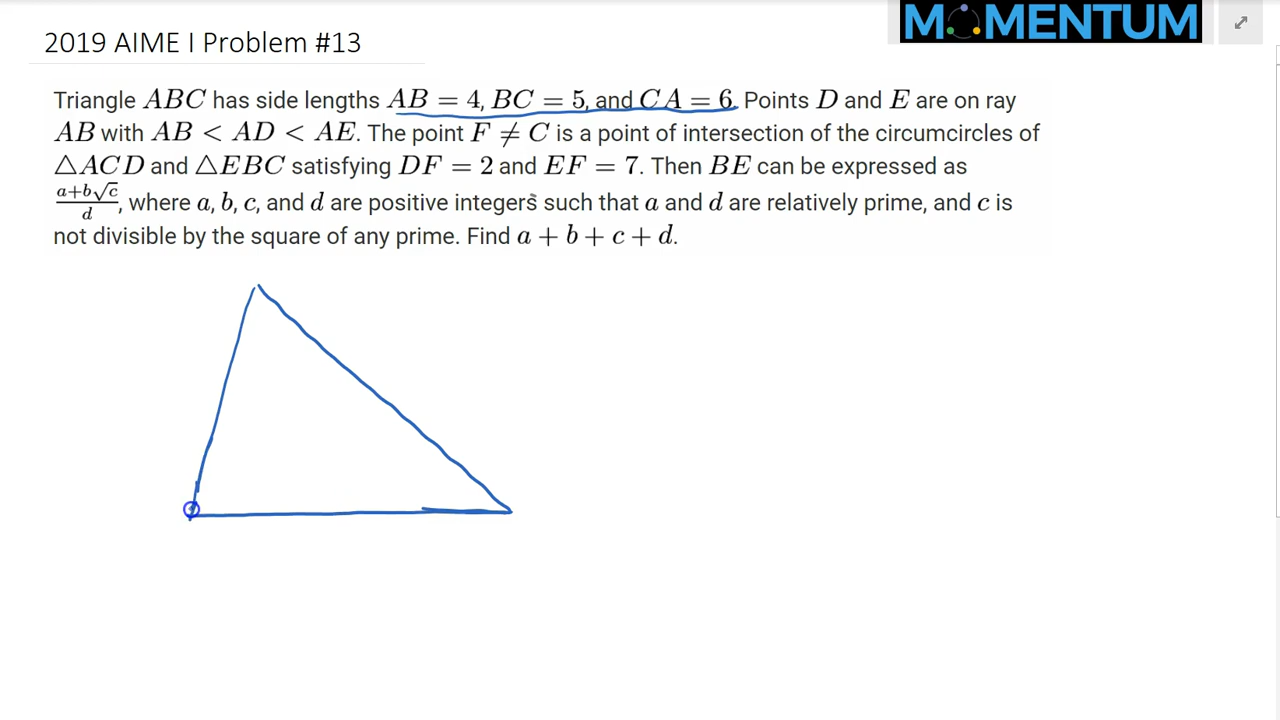 MOMENTUM
2019 AIME I Problem #13
Triangle ABC has side lengths AB = 4, BC = 5, and CA = 6. Points D and E are on ray
AB with AB < AD < AE. The point F ≠ C is a point of intersection of the circumcircles of
△ACD and △EBC satisfying DF = 2 and EF = 7. Then BE can be expressed as
(a+b√c)/d, where a, b, c, and d are positive integers such that a and d are relatively prime, and c is
not divisible by the square of any prime. Find a + b + c + d.